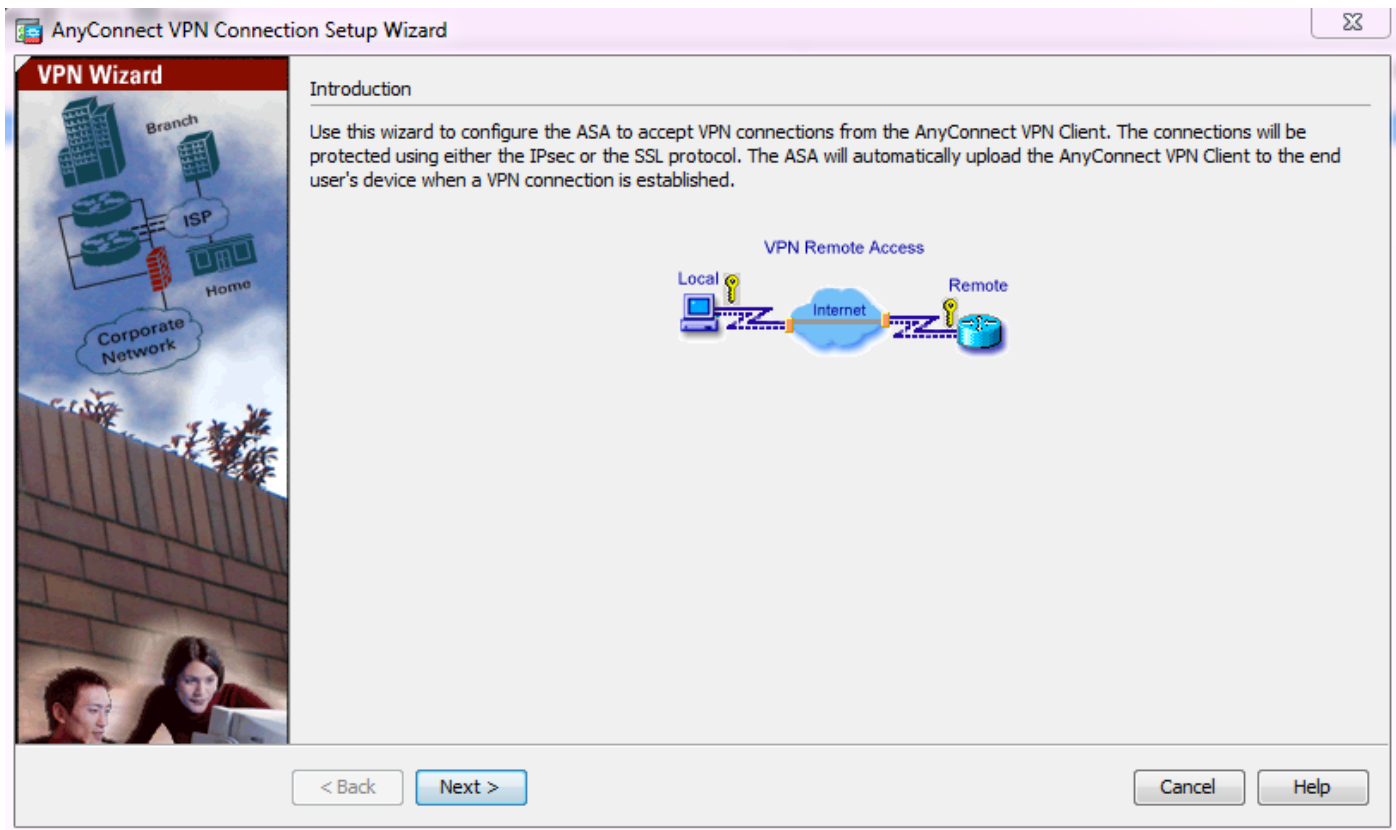 AnyConnect VPN Connection Setup Wizard
VPN Wizard
Branch
ISP
Home
Corporate
Network
Introduction
Use this wizard to configure the ASA to accept VPN connections from the AnyConnect VPN Client. The connections will be
protected using either the IPsec or the SSL protocol. The ASA will automatically upload the AnyConnect VPN Client to the end
user's device when a VPN connection is established.
VPN Remote Access
Local
Internet
Remote
< Back
Next >
Cancel
Help